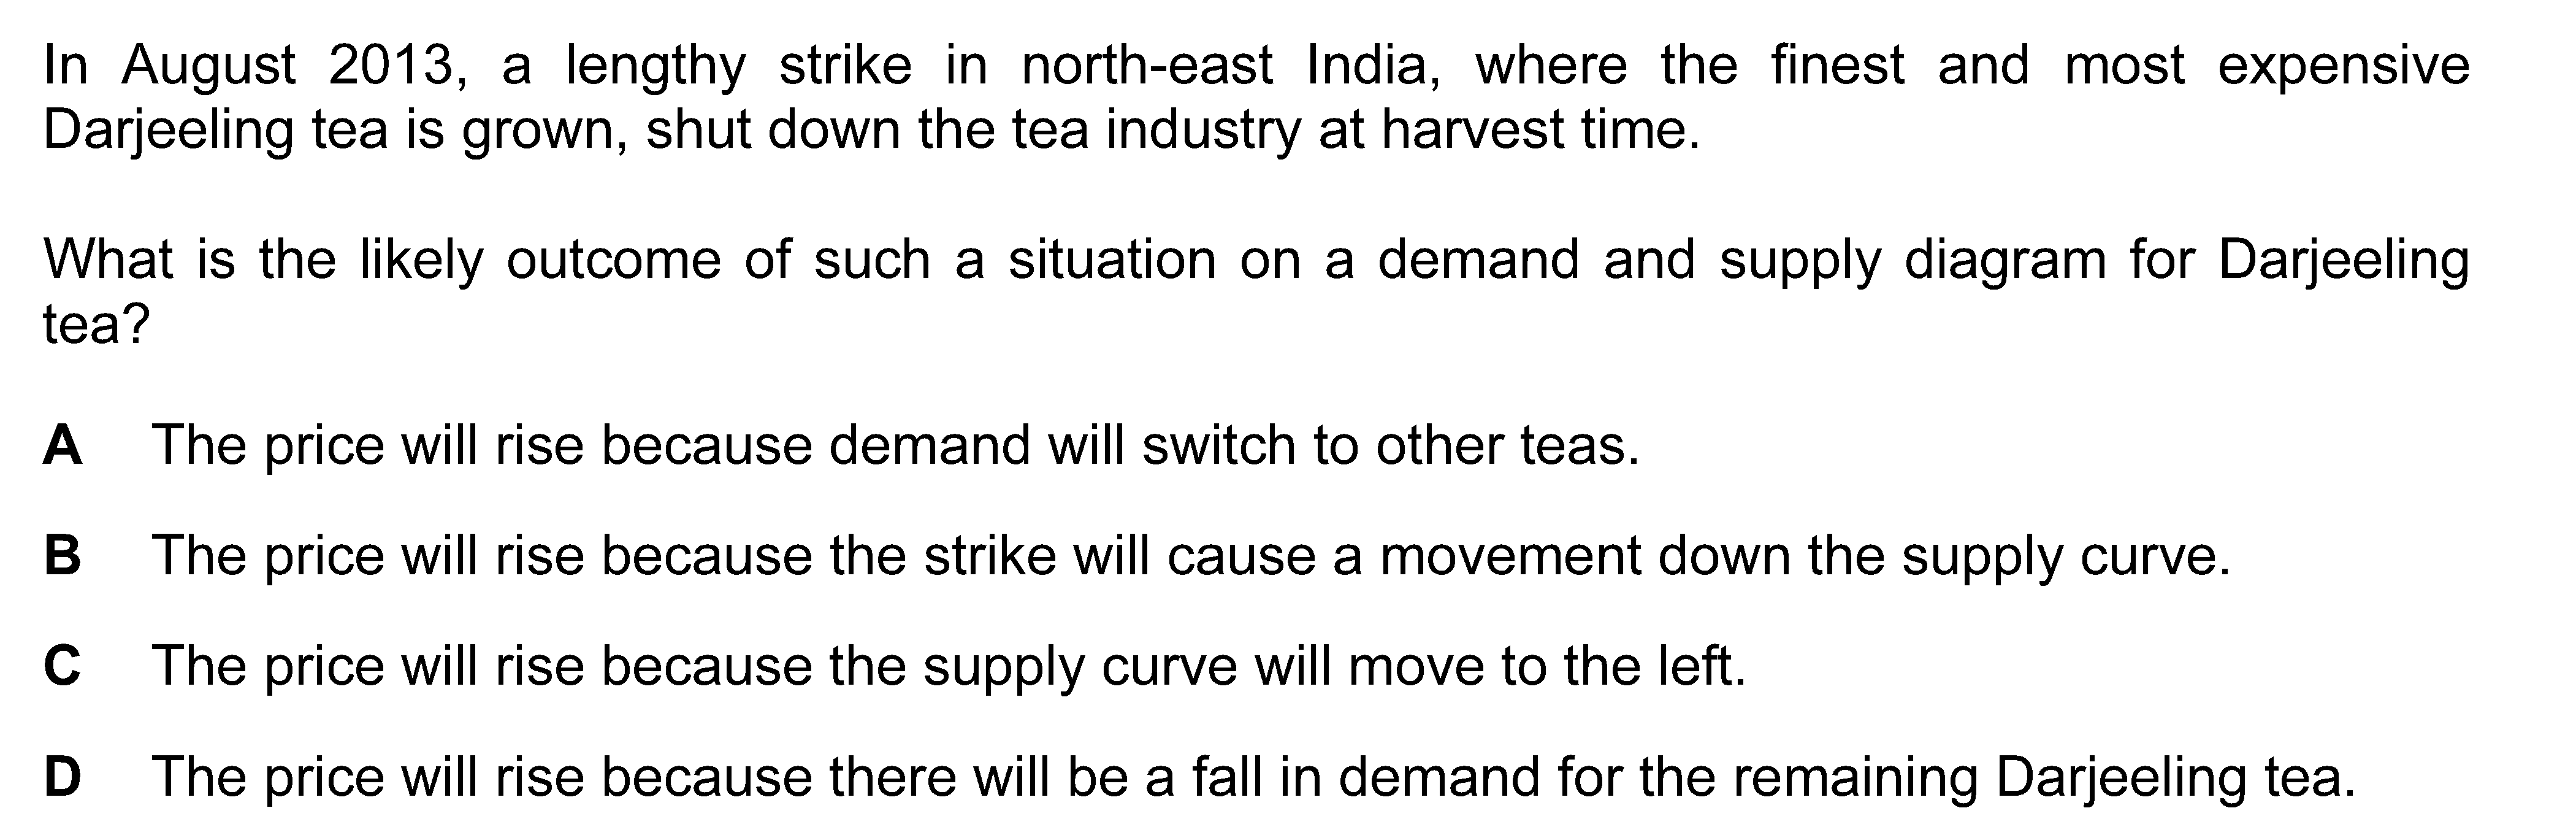 In August 2013, a lengthy strike in north-east India, where the finest and most expensive
Darjeeling tea is grown, shut down the tea industry at harvest time.
What is the likely outcome of such a situation on a demand and supply diagram for Darjeeling
tea?
A The price will rise because demand will switch to other teas.
B The price will rise because the strike will cause a movement down the supply curve.
C The price will rise because the supply curve will move to the left.
D The price will rise because there will be a fall in demand for the remaining Darjeeling tea.